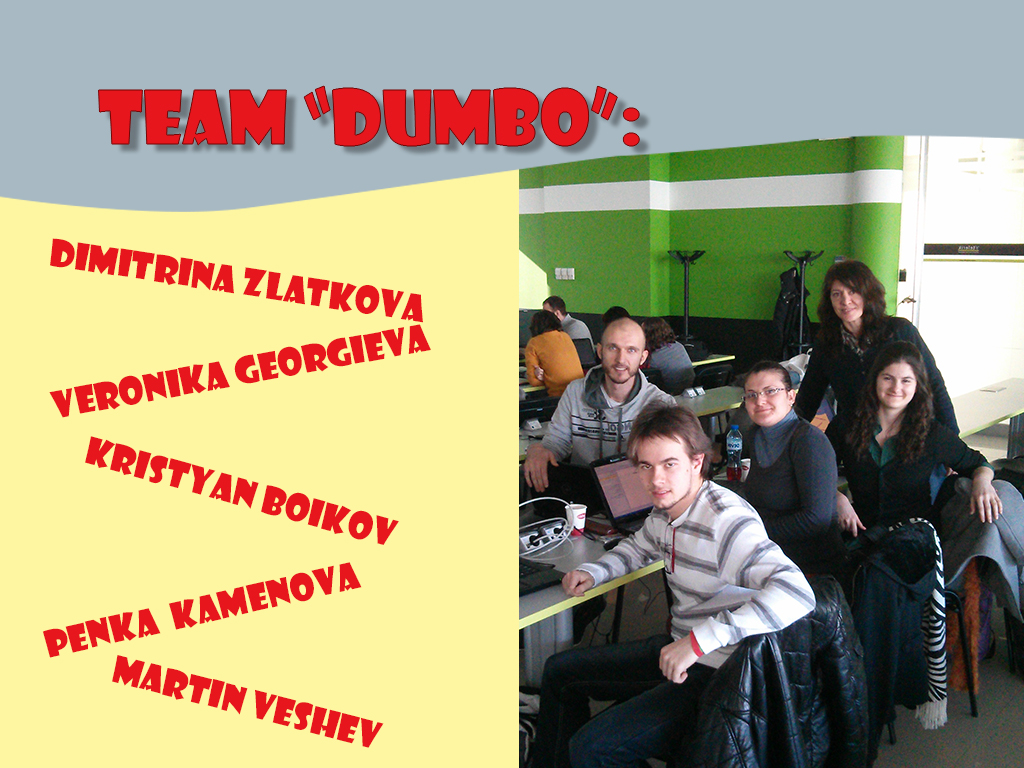 TEAM "DUMBO":
DIMITRINA ZLATKOVA
VERONIKA GEORGIEVA
KRISTYAN BOIKOV
PENKA KAMENOVA
MARTIN VESHEV